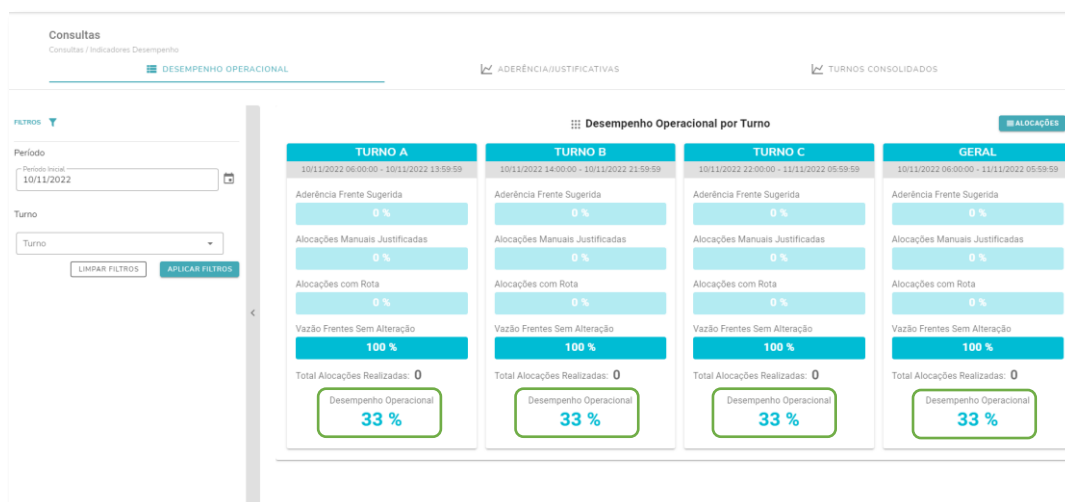 Consultas
Consultas / Indicadores Desempenho
DESEMPENHO OPERACIONAL
ADERÊNCIA/JUSTIFICATIVAS
TURNOS CONSOLIDADOS
FILTROS
Período
Período Inicial
10/11/2022
Turno
Turno
LIMPAR FILTROS
APLICAR FILTROS
Desempenho Operacional por Turno
ALOCAÇÕES
TURNO A
10/11/2022 06:00:00 - 10/11/2022 13:59:59
Aderência Frente Sugerida
0 %
Alocações Manuais Justificadas
0 %
Alocações com Rota
0 %
Vazão Frentes Sem Alteração
100 %
Total Alocações Realizadas: 0
Desempenho Operacional
33 %
TURNO B
10/11/2022 14:00:00 - 10/11/2022 21:59:59
Aderência Frente Sugerida
0 %
Alocações Manuais Justificadas
0 %
Alocações com Rota
0 %
Vazão Frentes Sem Alteração
100 %
Total Alocações Realizadas: 0
Desempenho Operacional
33 %
TURNO C
10/11/2022 22:00:00 - 11/11/2022 05:59:59
Aderência Frente Sugerida
0 %
Alocações Manuais Justificadas
0 %
Alocações com Rota
0 %
Vazão Frentes Sem Alteração
100 %
Total Alocações Realizadas: 0
Desempenho Operacional
33 %
GERAL
10/11/2022 06:00:00 - 11/11/2022 05:59:59
Aderência Frente Sugerida
0 %
Alocações Manuais Justificadas
0 %
Alocações com Rota
0 %
Vazão Frentes Sem Alteração
100 %
Total Alocações Realizadas: 0
Desempenho Operacional
33 %